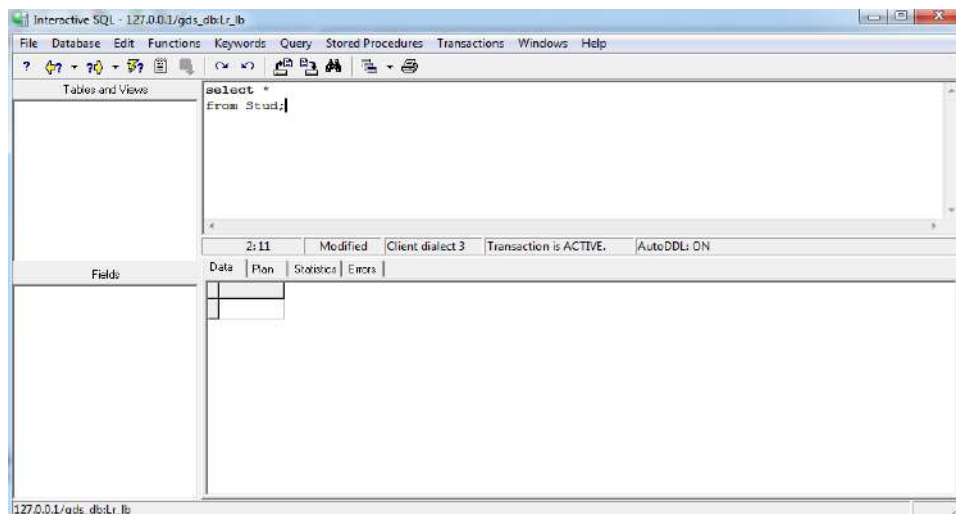 Interactive SQL - 127.0.0.1/gds_db:Lr_lb
File Database Edit Functions Keywords Query Stored Procedures Transactions Windows Help
Tables and Views
select *
from Stud;
2:11 Modified Client dialect 3 Transaction is ACTIVE. AutoDDL: ON
Fields
Data Plan Statistics Errors
127.0.0.1/gds_db:Lr_lb